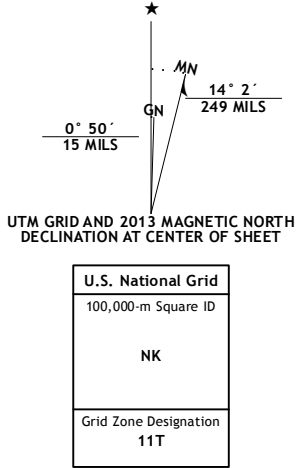 ★
MN
GN
14° 2´
249 MILS
0° 50´
15 MILS
UTM GRID AND 2013 MAGNETIC NORTH
DECLINATION AT CENTER OF SHEET
U.S. National Grid
100,000-m Square ID
NK
Grid Zone Designation
11T